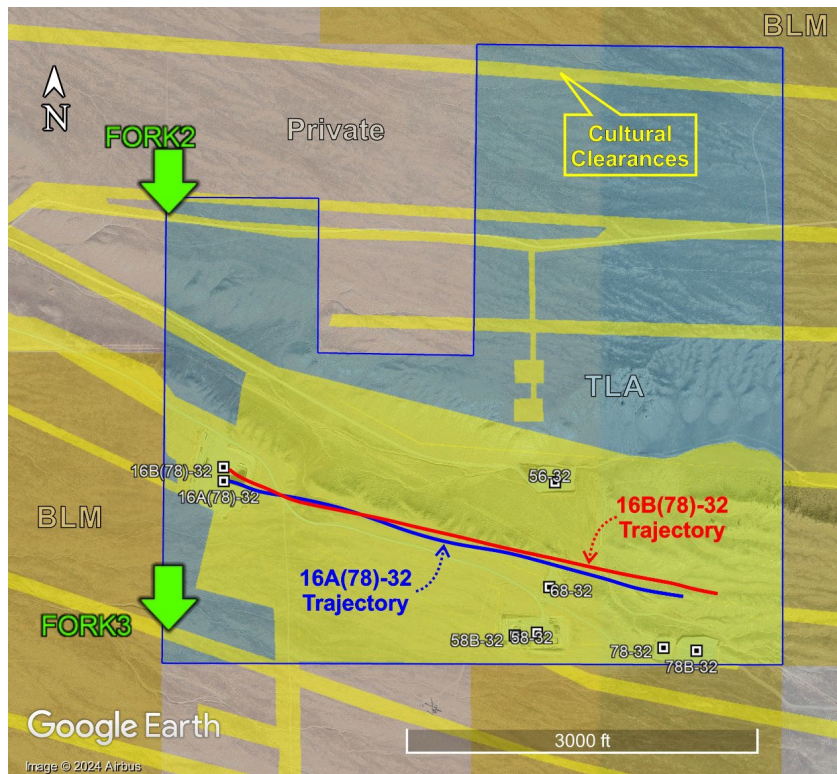 BLM
N
FORK2
Private
Cultural
Clearances
TLA
16B(78)-32
16A(78)-32
56-32
16B(78)-32
Trajectory
BLM
16A(78)-32
Trajectory
68-32
FORK3
58B-32
58-32
78-32
78B-32
Google Earth
3000 ft
Image © 2024 Airbus